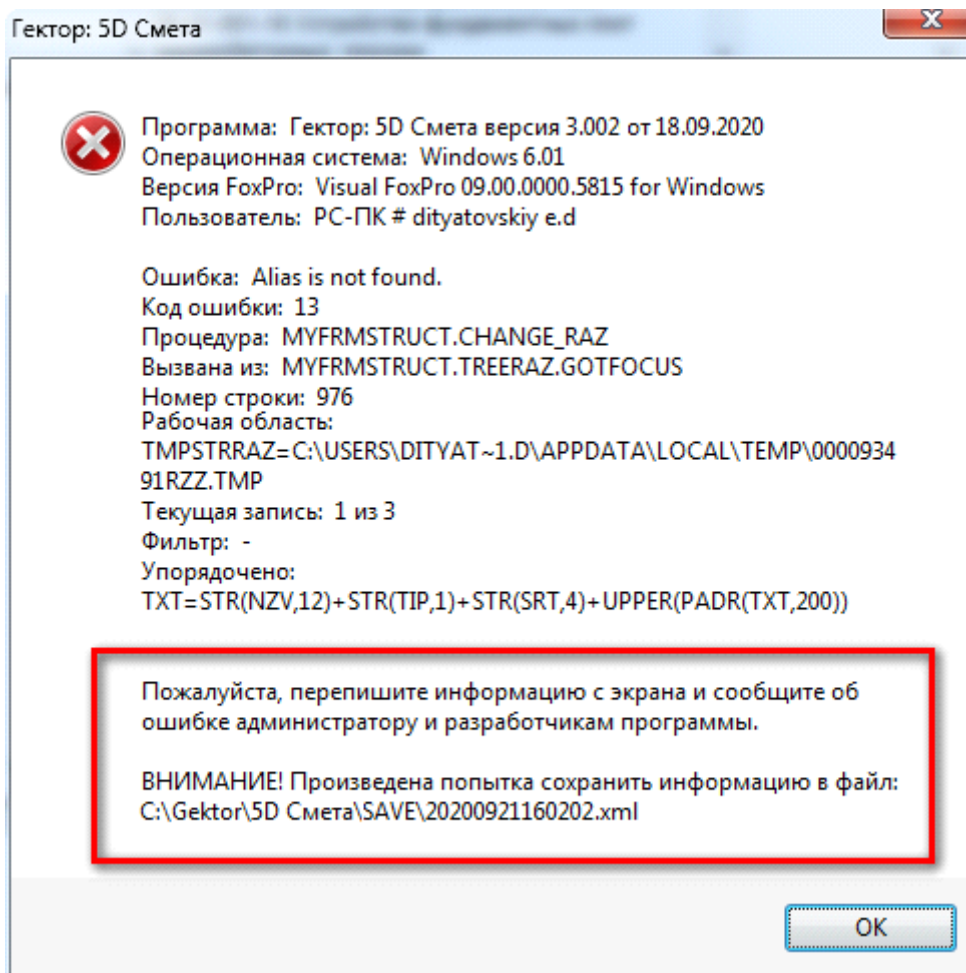 Гектор: 5D Смета
Программа: Гектор: 5D Смета версия 3.002 от 18.09.2020
Операционная система: Windows 6.01
Версия FoxPro: Visual FoxPro 09.00.0000.5815 for Windows
Пользователь: PC-ПК # dityatovskiy e.d
Ошибка: Alias is not found.
Код ошибки: 13
Процедура: MYFRMSTRUCT.CHANGE_RAZ
Вызвана из: MYFRMSTRUCT.TREERAZ.GOTFOCUS
Номер строки: 976
Рабочая область:
TMPSTRRAZ=C:\USERS\DITYAT~1.D\APPDATA\LOCAL\TEMP\0000934
91RZZ.TMP
Текущая запись: 1 из 3
Фильтр: -
Упорядочено:
TXT=STR(NZV,12)+STR(TIP,1)+STR(SRT,4)+UPPER(PADR(TXT,200))
Пожалуйста, перепишите информацию с экрана и сообщите об
ошибке администратору и разработчикам программы.
ВНИМАНИЕ! Произведена попытка сохранить информацию в файл:
C:\Gektor\5D Смета\SAVE\20200921160202.xml
OK